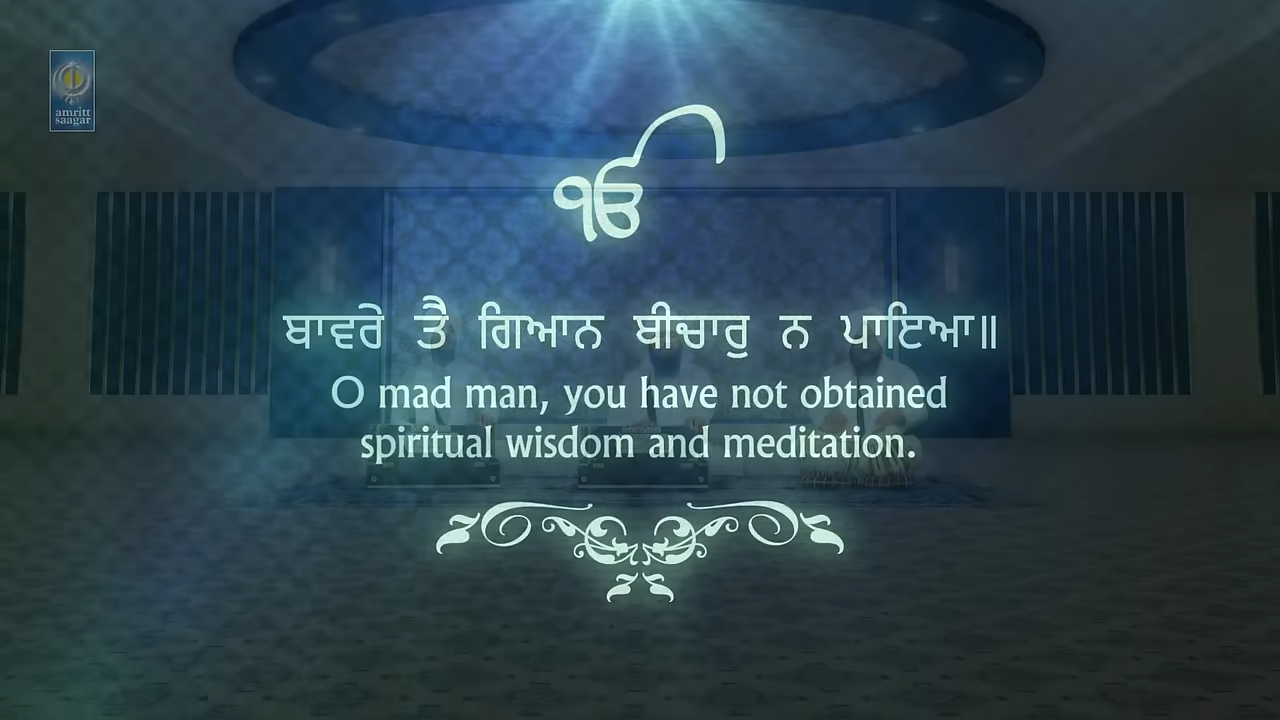 amritt
saagar
ੴ
ਬਾਵਰੇ ਤੈ ਗਿਆਨ ਬੀਚਾਰੁ ਨ ਪਾਇਆ॥
O mad man, you have not obtained
spiritual wisdom and meditation.